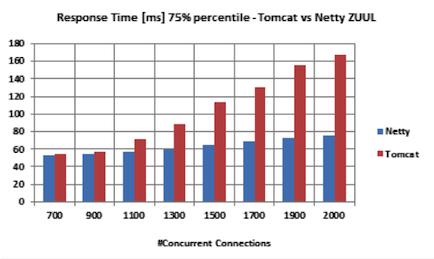 Response Time [ms] 75% percentile - Tomcat vs Netty ZUUL
180
160
140
120
100
80
60
40
20
0
700 900 1100 1300 1500 1700 1900 2000
Netty
Tomcat
#Concurrent Connections